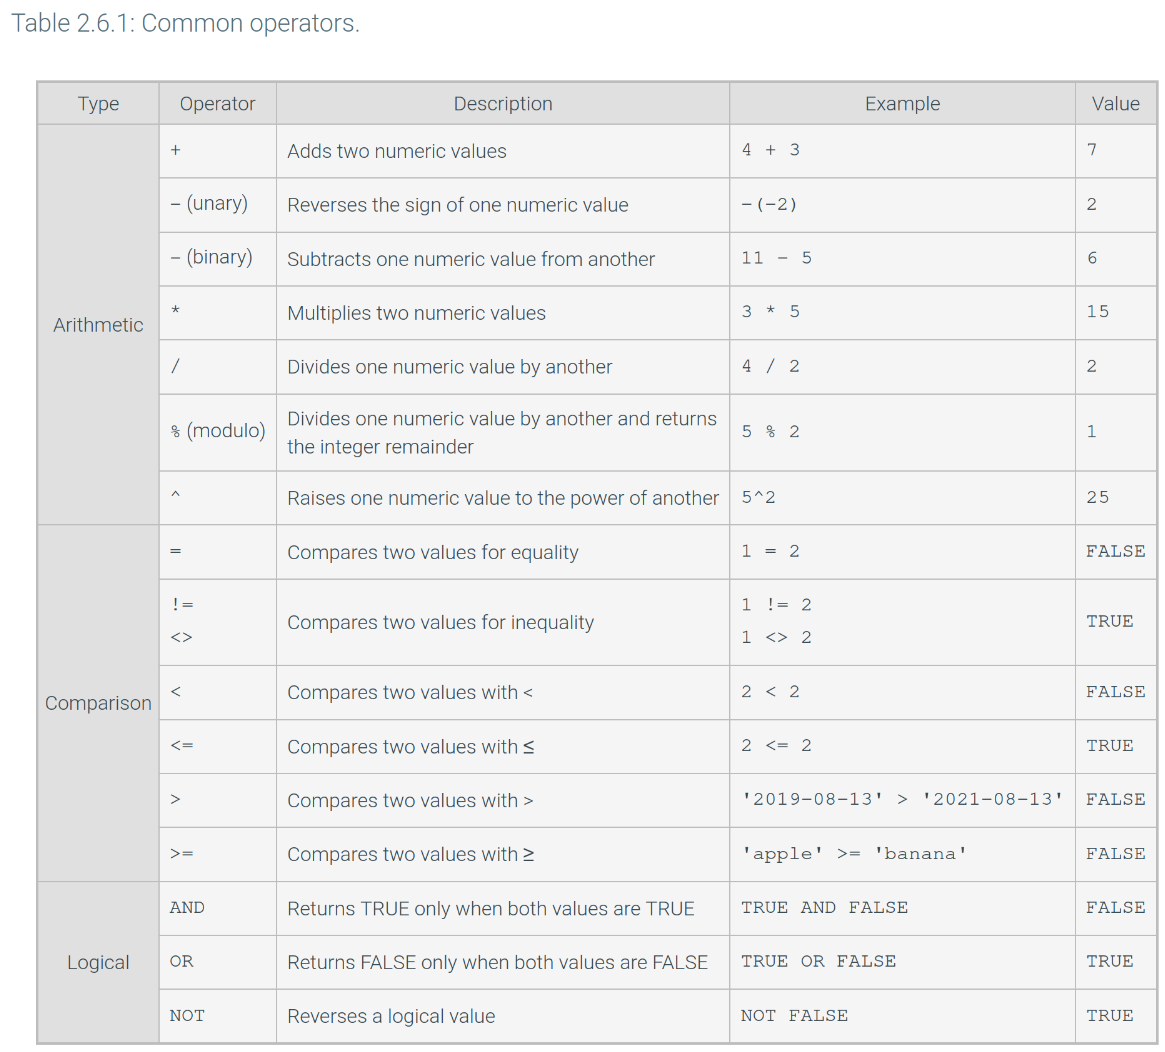 Table 2.6.1: Common operators.
Type Operator Description Example Value
Arithmetic
+ Adds two numeric values 4 + 3 7
- (unary) Reverses the sign of one numeric value -(-2) 2
- (binary) Subtracts one numeric value from another 11 - 5 6
* Multiplies two numeric values 3 * 5 15
/ Divides one numeric value by another 4 / 2 2
% (modulo) Divides one numeric value by another and returns
the integer remainder 5 % 2 1
^ Raises one numeric value to the power of another 5^2 25
Comparison
= Compares two values for equality 1 = 2 FALSE
!= 1 != 2
<> Compares two values for inequality 1 <> 2 TRUE
< Compares two values with < 2 < 2 FALSE
<= Compares two values with ≤ 2 <= 2 TRUE
> Compares two values with > '2019-08-13' > '2021-08-13' FALSE
>= Compares two values with ≥ 'apple' >= 'banana' FALSE
Logical
AND Returns TRUE only when both values are TRUE TRUE AND FALSE FALSE
OR Returns FALSE only when both values are FALSE TRUE OR FALSE TRUE
NOT Reverses a logical value NOT FALSE TRUE